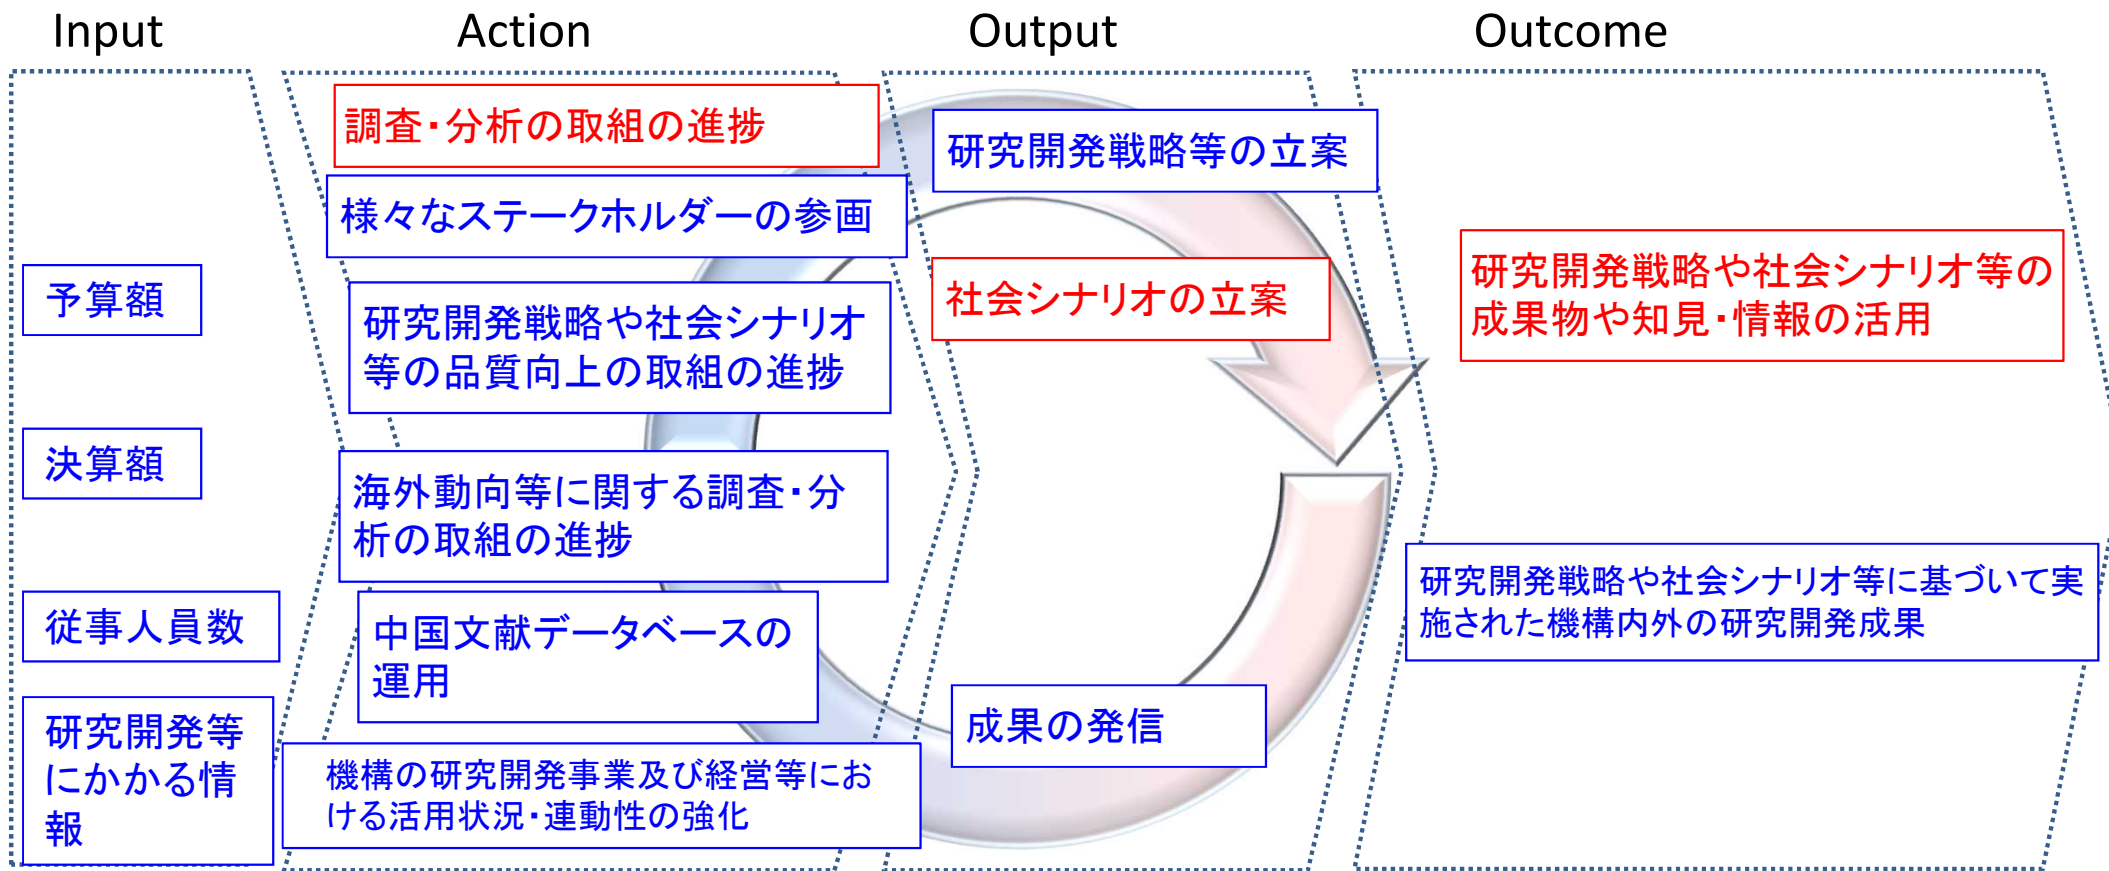 Input
予算額
決算額
従事人員数
研究開発等
にかかる情
報
Action
調査・分析の取組の進捗
様々なステークホルダーの参画
研究開発戦略や社会シナリオ
等の品質向上の取組の進捗
海外動向等に関する調査・分
析の取組の進捗
中国文献データベースの
運用
機構の研究開発事業及び経営等にお
ける活用状況・連動性の強化
Output
研究開発戦略等の立案
社会シナリオの立案
成果の発信
Outcome
研究開発戦略や社会シナリオ等の
成果物や知見・情報の活用
研究開発戦略や社会シナリオ等に基づいて実
施された機構内外の研究開発成果